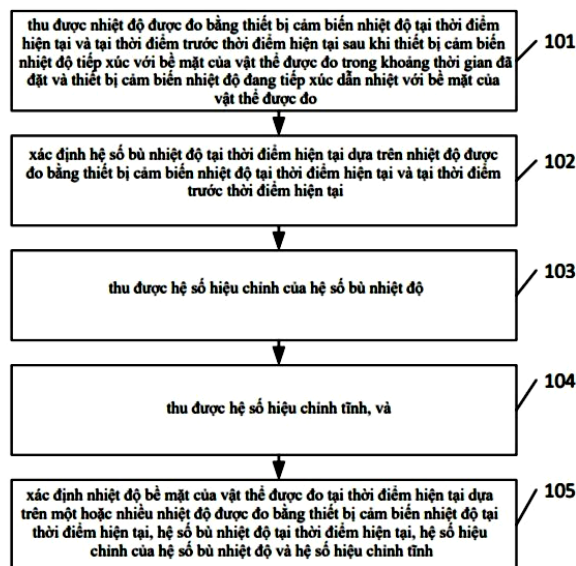 thu được nhiệt độ được đo bằng thiết bị cảm biến nhiệt độ tại thời điểm
hiện tại và tại thời điểm trước thời điểm hiện tại sau khi thiết bị cảm biến
nhiệt độ tiếp xúc với bề mặt của vật thể được đo trong khoảng thời gian đã
đặt và thiết bị cảm biến nhiệt độ đang tiếp xúc dẫn nhiệt với bề mặt của
vật thể được đo
101
xác định hệ số bù nhiệt độ tại thời điểm hiện tại dựa trên nhiệt độ được
đo bằng thiết bị cảm biến nhiệt độ tại thời điểm hiện tại và tại thời điểm
trước thời điểm hiện tại
102
thu được hệ số hiệu chỉnh của hệ số bù nhiệt độ
103
thu được hệ số hiệu chỉnh tĩnh, và
104
xác định nhiệt độ bề mặt của vật thể được đo tại thời điểm hiện tại dựa
trên một hoặc nhiều nhiệt độ được đo bằng thiết bị cảm biến nhiệt độ tại
thời điểm hiện tại, hệ số bù nhiệt độ tại thời điểm hiện tại, hệ số hiệu
chỉnh của hệ số bù nhiệt độ và hệ số hiệu chỉnh tĩnh
105